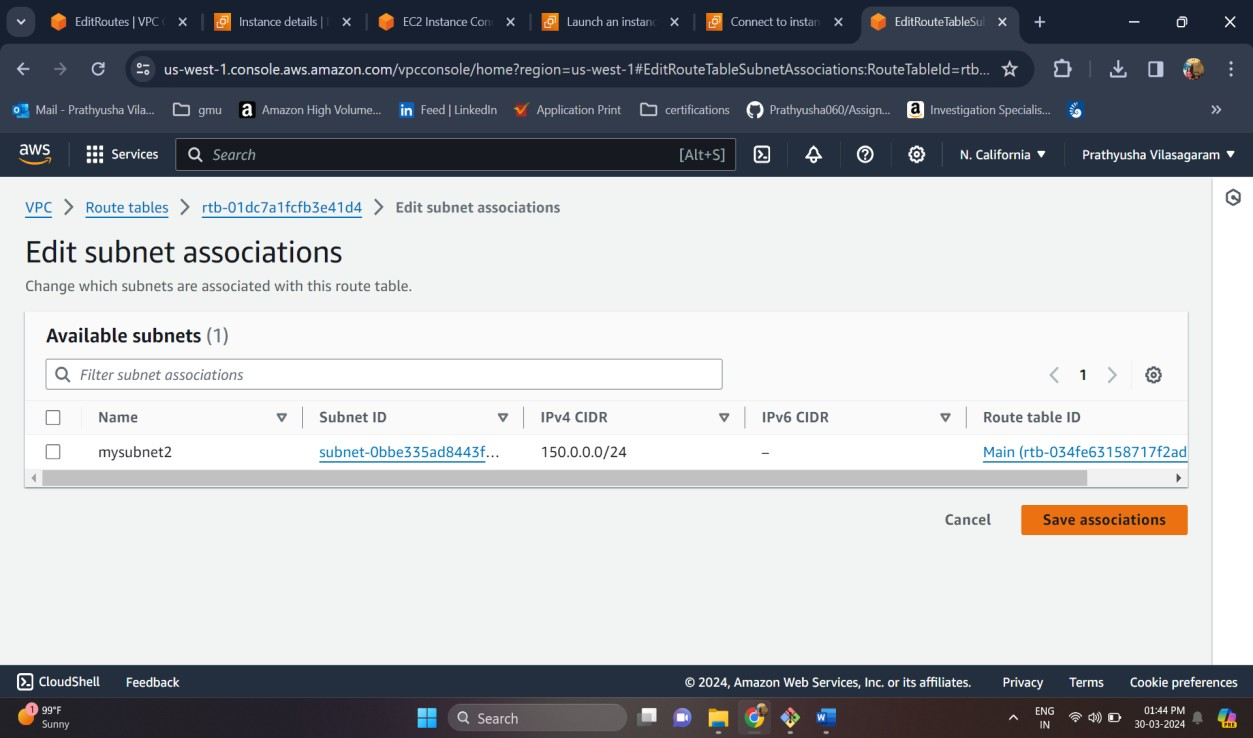 EditRoutes | VPC
Instance details |
EC2 Instance Con
Launch an instanc
Connect to instan
EditRouteTableSu
us-west-1.console.aws.amazon.com/vpcconsole/home?region=us-west-1#EditRouteTableSubnetAssociations:RouteTableId=rtb...
Mail - Prathyusha Vila...
gmu
Amazon High Volume...
Feed | LinkedIn
Application Print
certifications
Prathyusha060/Assign...
Investigation Specialis...
aws
Services
Search
[Alt+S]
N. California
Prathyusha Vilasagaram
VPC
Route tables
rtb-01dc7a1fcfb3e41d4
Edit subnet associations
Edit subnet associations
Change which subnets are associated with this route table.
Available subnets (1)
Filter subnet associations
1
Name
Subnet ID
IPv4 CIDR
IPv6 CIDR
Route table ID
mysubnet2
subnet-0bbe335ad8443f...
150.0.0.0/24
–
Main (rtb-034fe63158717f2ad
Cancel
Save associations
CloudShell
Feedback
© 2024, Amazon Web Services, Inc. or its affiliates.
Privacy
Terms
Cookie preferences
1
99°F
Sunny
Search
ENG
IN
01:44 PM
30-03-2024
PRE